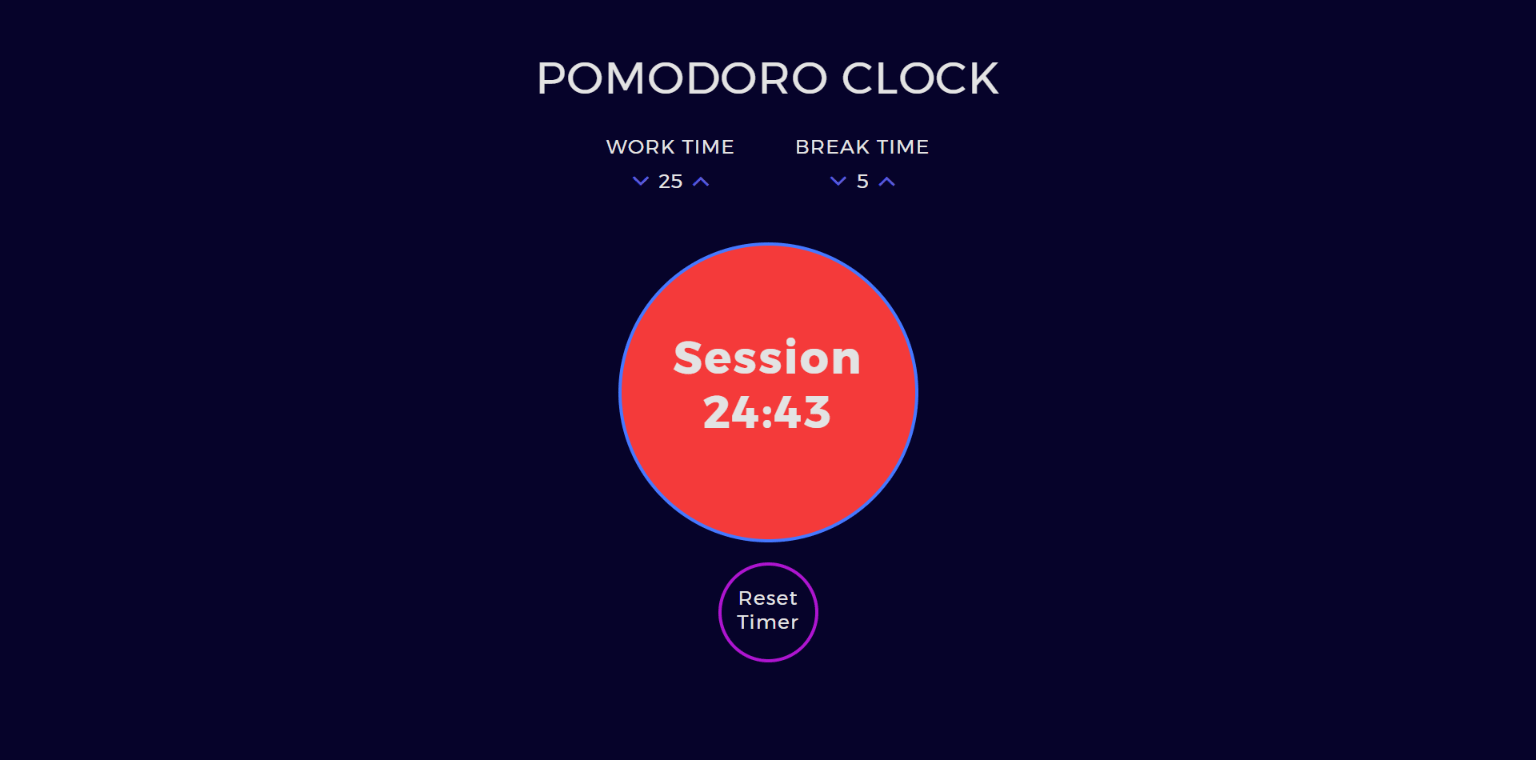 POMODORO CLOCK
WORK TIME
25
BREAK TIME
5
Session
24:43
Reset
Timer